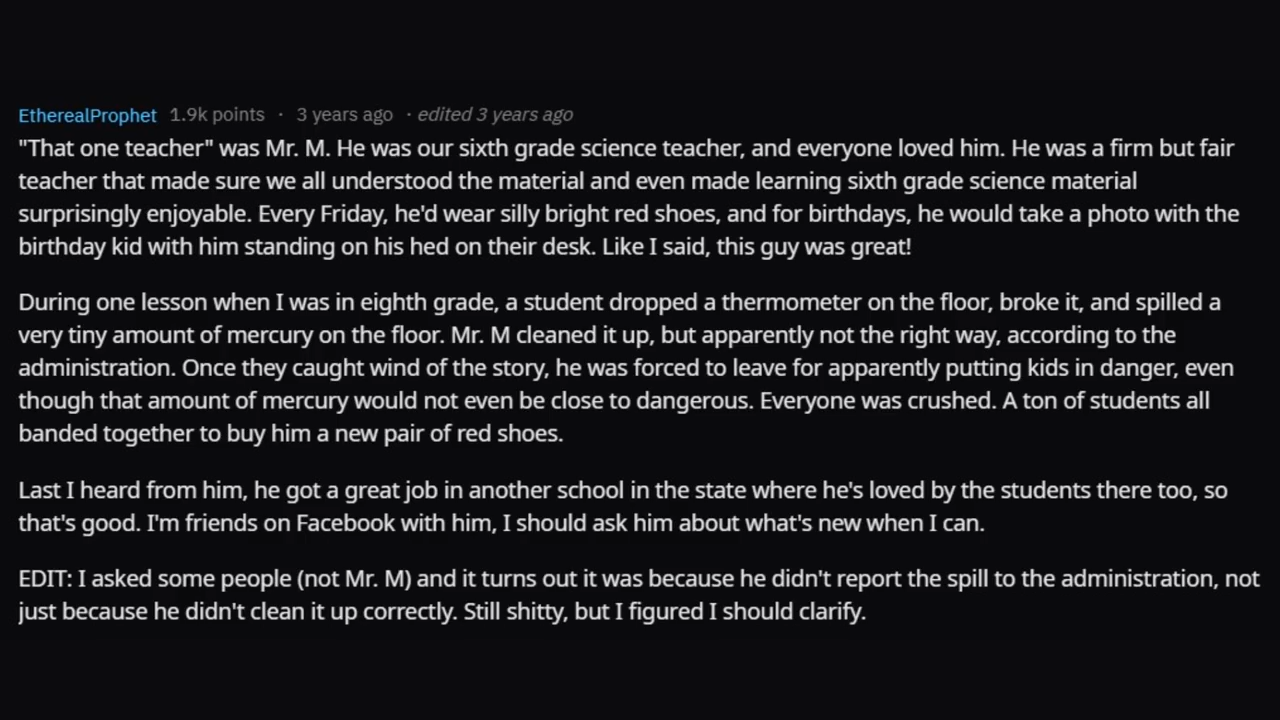 EtherealProphet 1.9k points · 3 years ago · edited 3 years ago
"That one teacher" was Mr. M. He was our sixth grade science teacher, and everyone loved him. He was a firm but fair
teacher that made sure we all understood the material and even made learning sixth grade science material
surprisingly enjoyable. Every Friday, he'd wear silly bright red shoes, and for birthdays, he would take a photo with the
birthday kid with him standing on his hed on their desk. Like I said, this guy was great!
During one lesson when I was in eighth grade, a student dropped a thermometer on the floor, broke it, and spilled a
very tiny amount of mercury on the floor. Mr. M cleaned it up, but apparently not the right way, according to the
administration. Once they caught wind of the story, he was forced to leave for apparently putting kids in danger, even
though that amount of mercury would not even be close to dangerous. Everyone was crushed. A ton of students all
banded together to buy him a new pair of red shoes.
Last I heard from him, he got a great job in another school in the state where he's loved by the students there too, so
that's good. I'm friends on Facebook with him, I should ask him about what's new when I can.
EDIT: I asked some people (not Mr. M) and it turns out it was because he didn't report the spill to the administration, not
just because he didn't clean it up correctly. Still shitty, but I figured I should clarify.